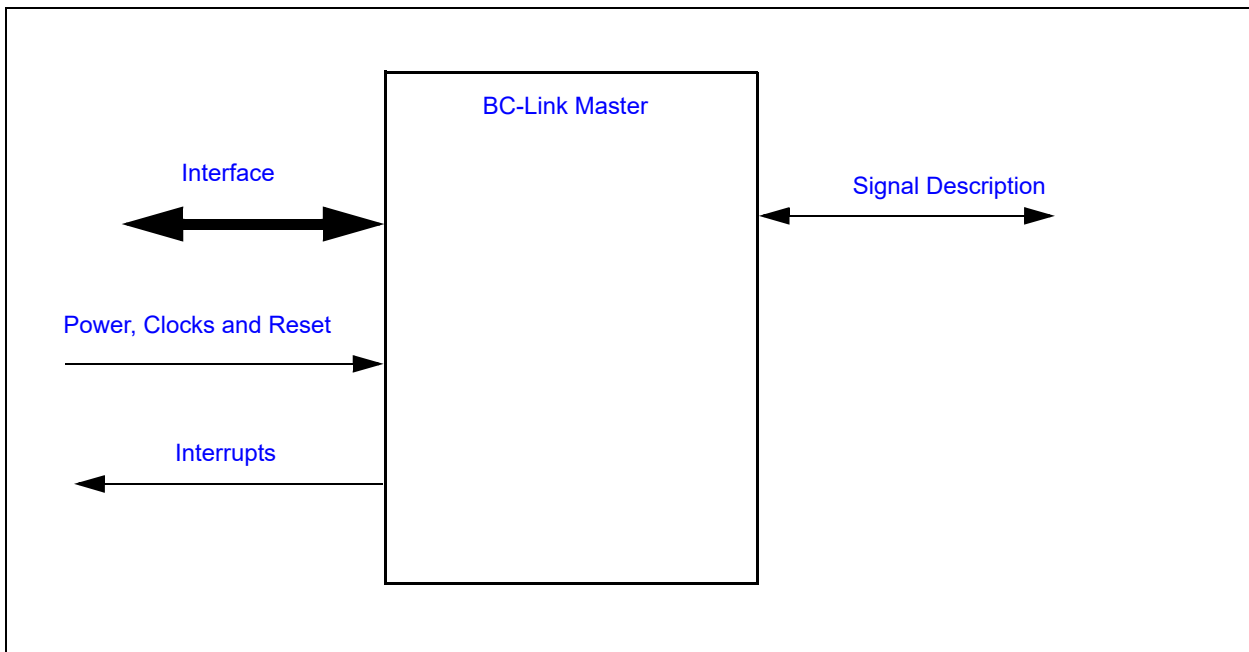 BC-Link Master
Interface
Signal Description
Power, Clocks and Reset
Interrupts